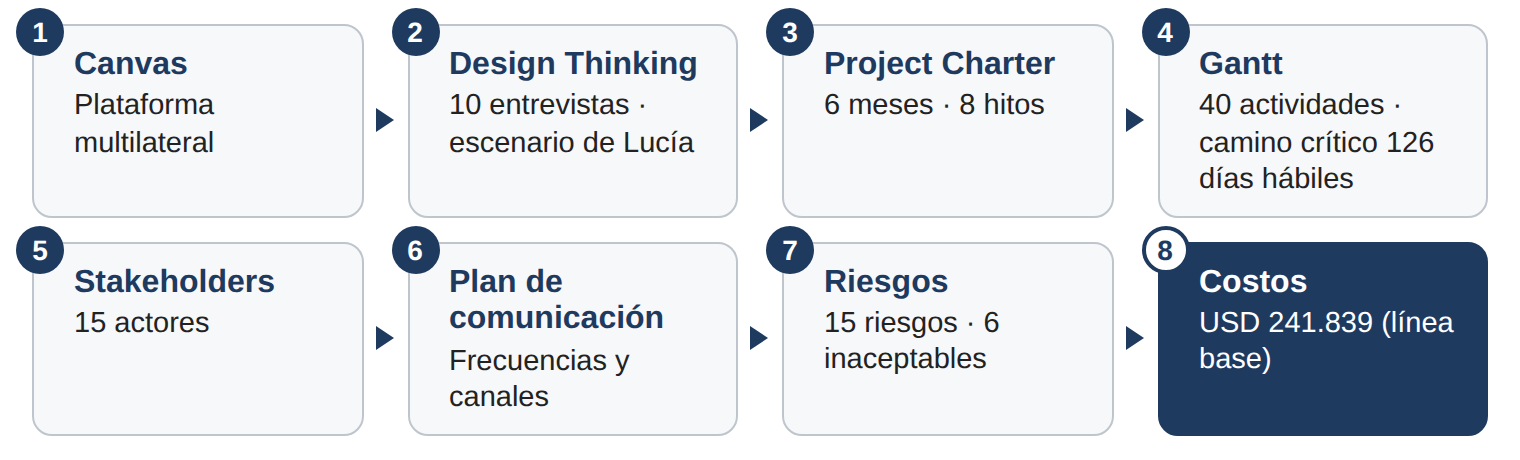 1
Canvas
Plataforma
multilateral
2
Design Thinking
10 entrevistas ·
escenario de Lucía
3
Project Charter
6 meses · 8 hitos
4
Gantt
40 actividades ·
camino crítico 126
días hábiles
5
Stakeholders
15 actores
6
Plan de
comunicación
Frecuencias y
canales
7
Riesgos
15 riesgos · 6
inaceptables
8
Costos
USD 241.839 (línea
base)